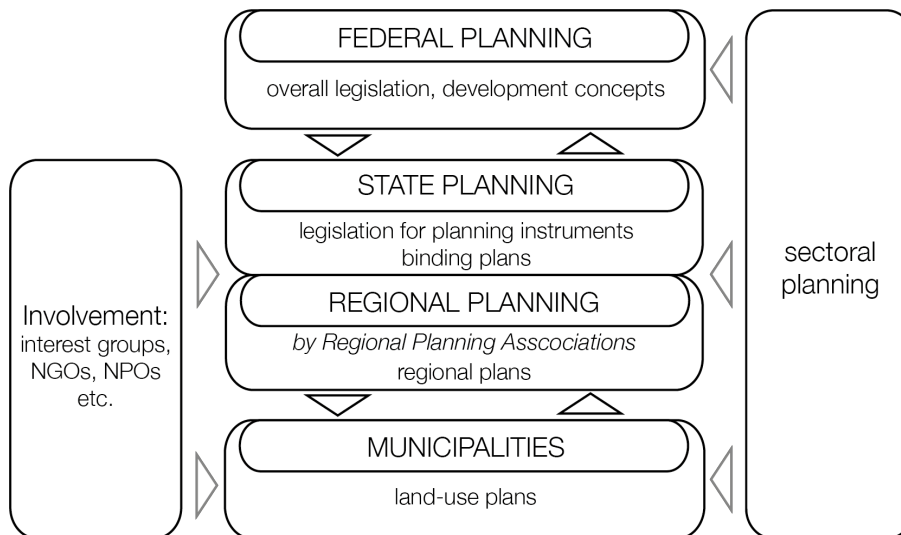 FEDERAL PLANNING
overall legislation, development concepts
STATE PLANNING
legislation for planning instruments
binding plans
REGIONAL PLANNING
by Regional Planning Asscociations
regional plans
MUNICIPALITIES
land-use plans
Involvement:
interest groups,
NGOs, NPOs
etc.
sectoral
planning